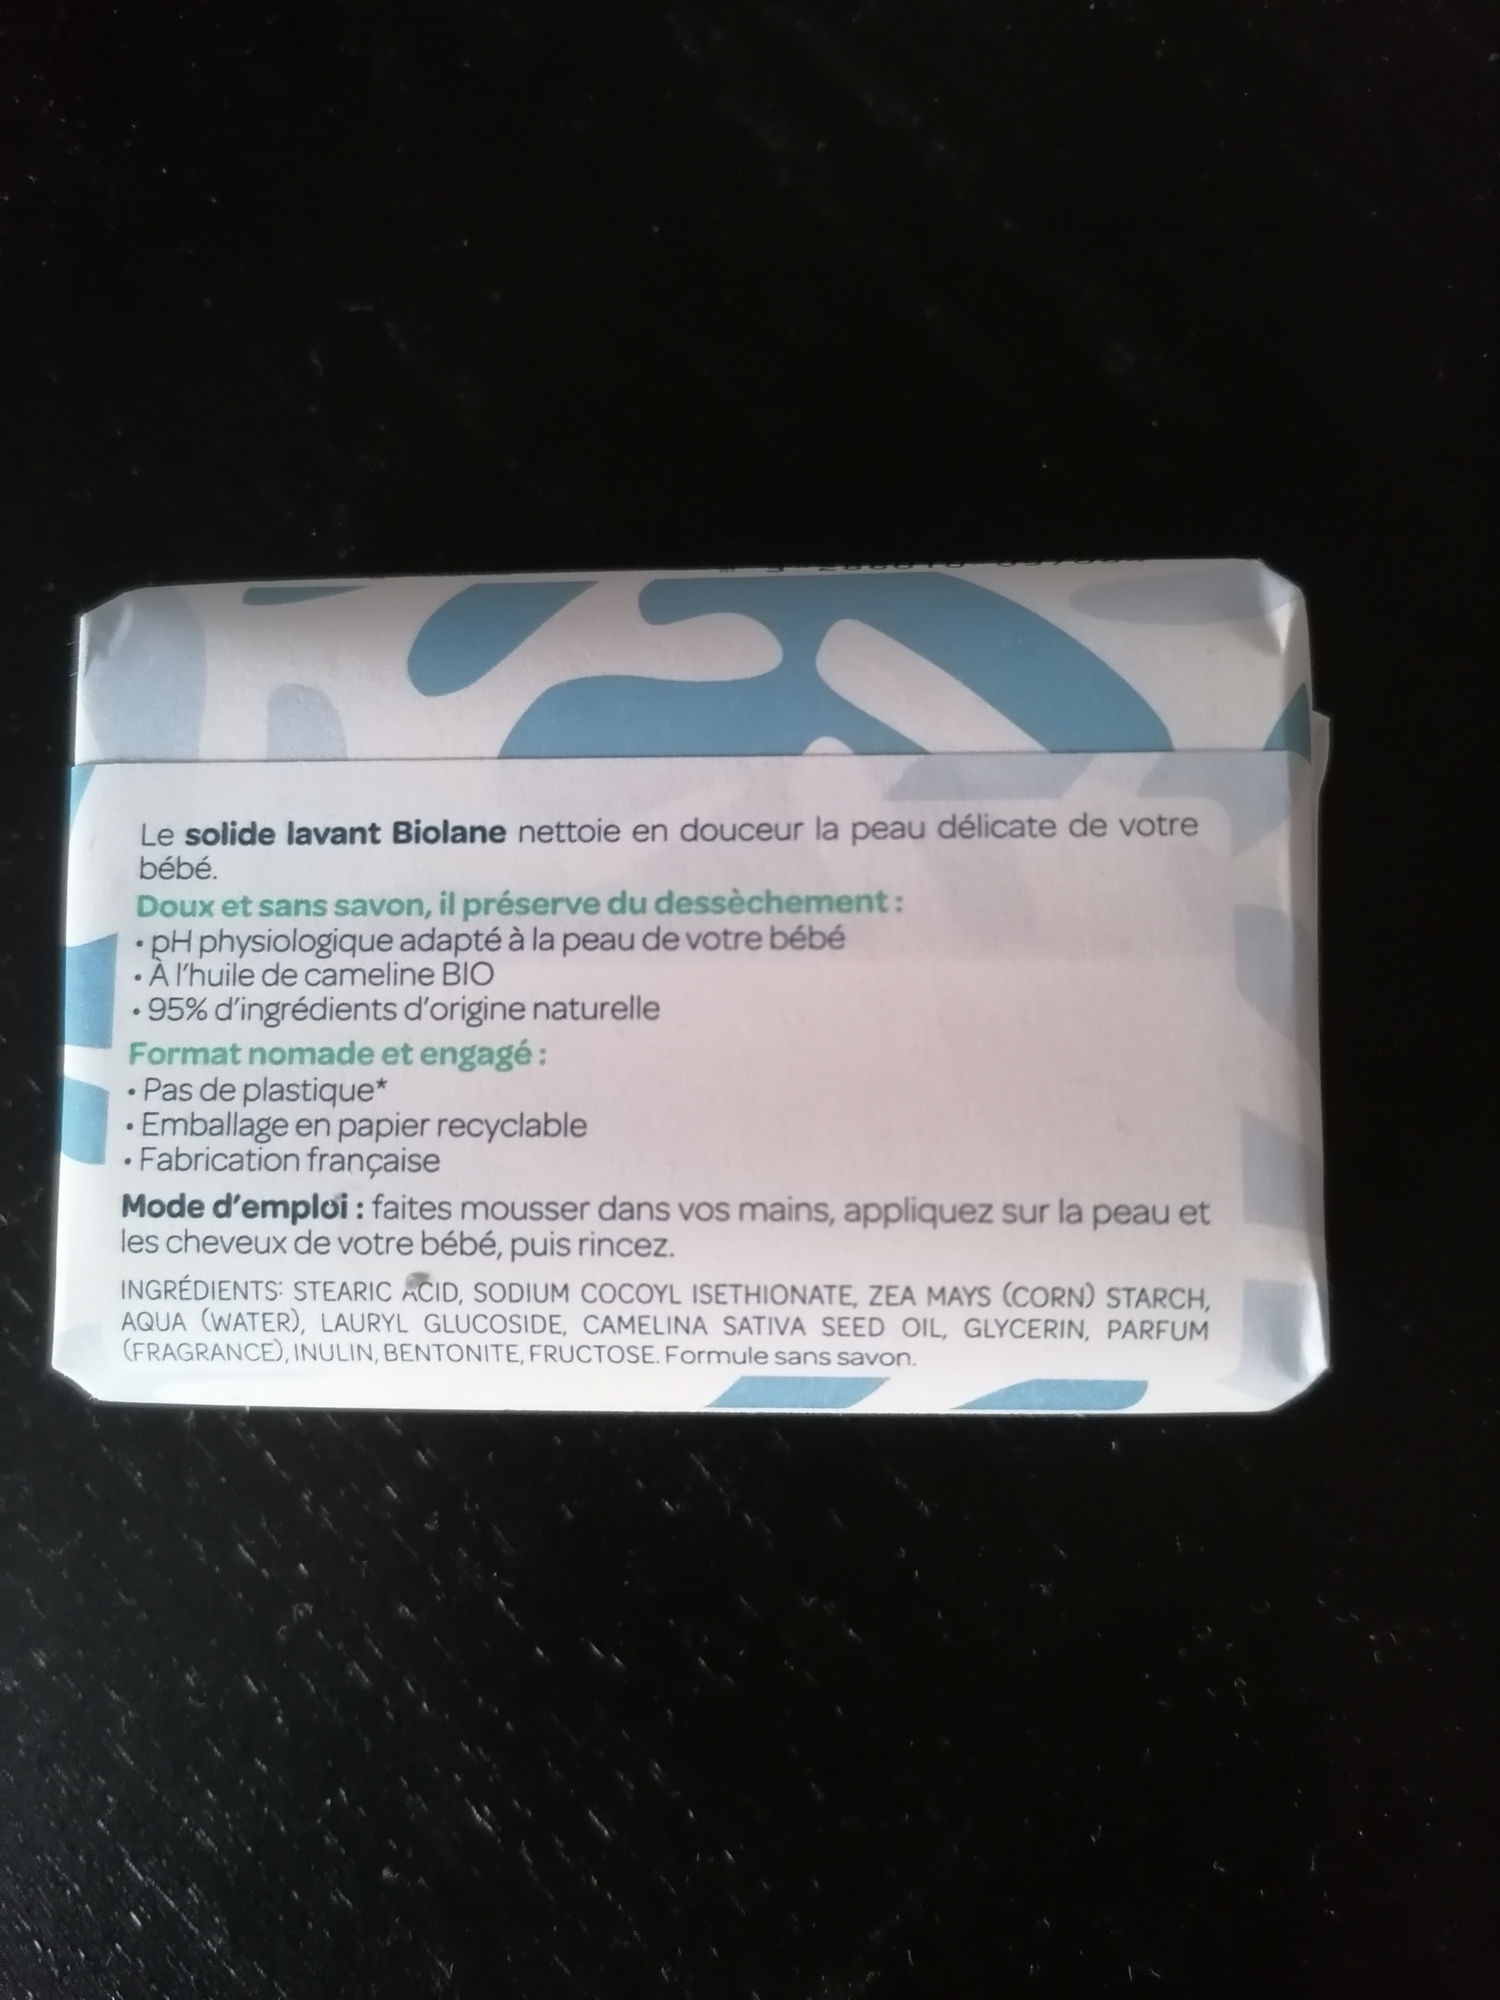 Le solide lavant Biolane nettoie en douceur la peau délicate de votre
bébé.
Doux et sans savon, il préserve du dessèchement :
• pH physiologique adapté à la peau de votre bébé
• À l'huile de cameline BIO
• 95% d'ingrédients d'origine naturelle
Format nomade et engagé :
• Pas de plastique*
• Emballage en papier recyclable
• Fabrication française
Mode d'emploi : faites mousser dans vos mains, appliquez sur la peau et
les cheveux de votre bébé, puis rincez.
INGRÉDIENTS: STEARIC ACID, SODIUM COCOYL ISETHIONATE, ZEA MAYS (CORN) STARCH,
AQUA (WATER), LAURYL GLUCOSIDE, CAMELINA SATIVA SEED OIL, GLYCERIN, PARFUM
(FRAGRANCE), INULIN, BENTONITE, FRUCTOSE. Formule sans savon.